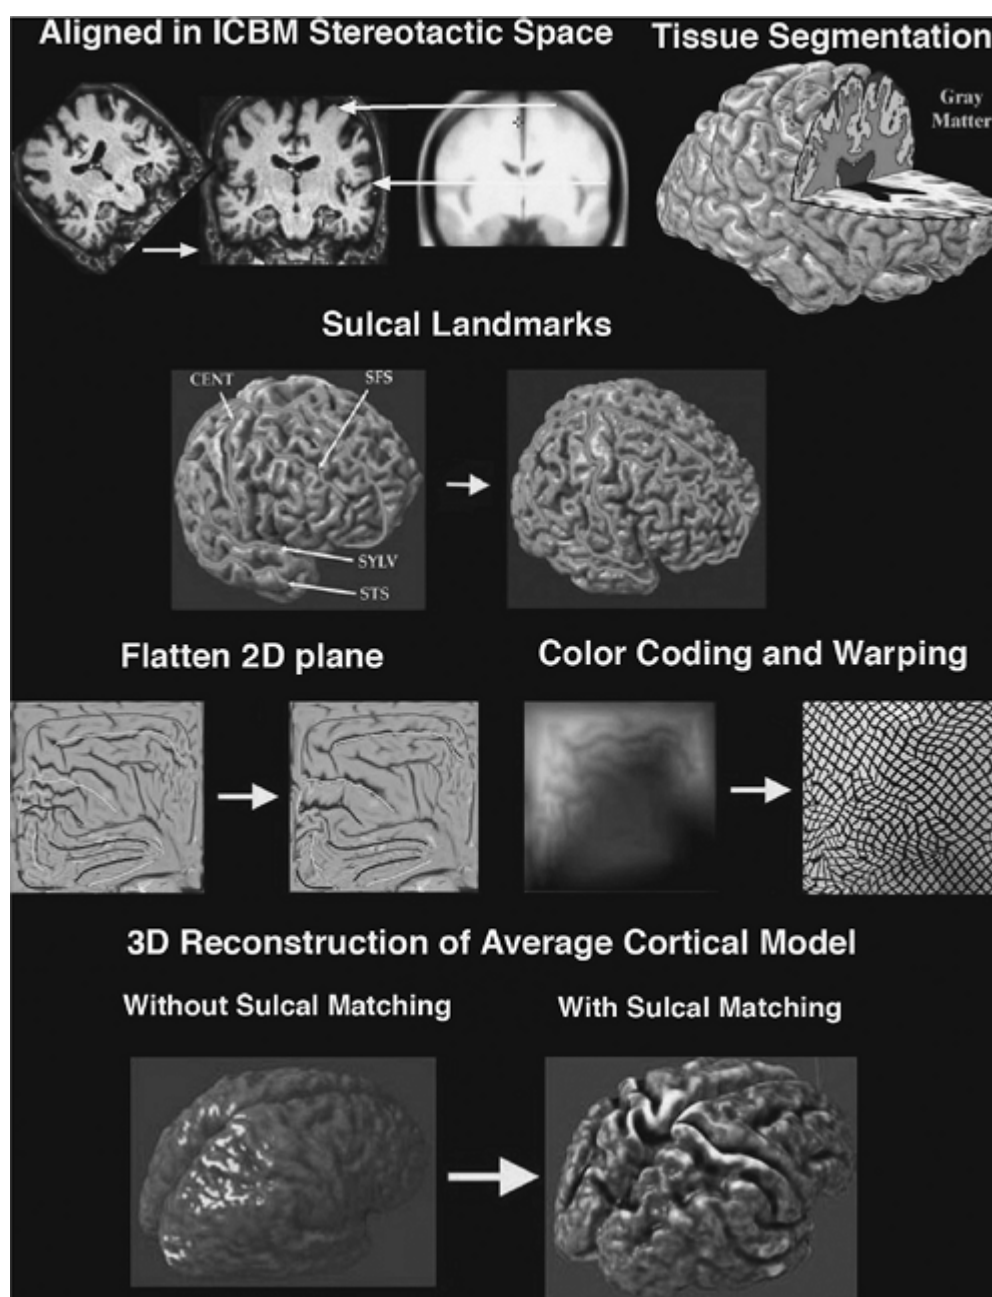 Aligned in ICBM Stereotactic Space
Tissue Segmentation
Gray
Matter
Sulcal Landmarks
CENT
SFS
SYLV
STS
Flatten 2D plane
Color Coding and Warping
3D Reconstruction of Average Cortical Model
Without Sulcal Matching
With Sulcal Matching